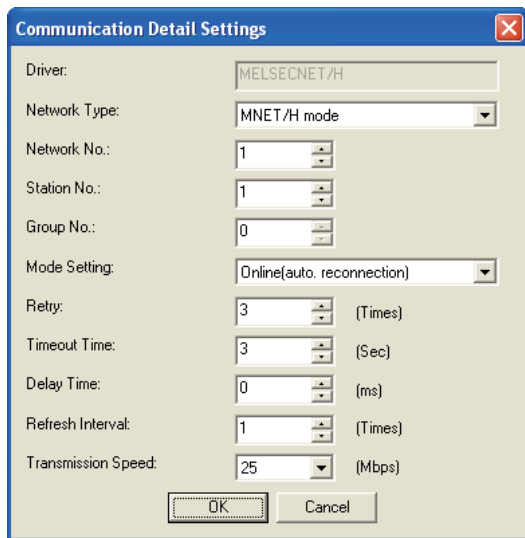 Communication Detail Settings
Driver: MELSECNET/H
Network Type: MNET/H mode
Network No.: 1
Station No.: 1
Group No.: 0
Mode Setting: Online(auto. reconnection)
Retry: 3 (Times)
Timeout Time: 3 (Sec)
Delay Time: 0 (ms)
Refresh Interval: 1 (Times)
Transmission Speed: 25 (Mbps)
OK Cancel